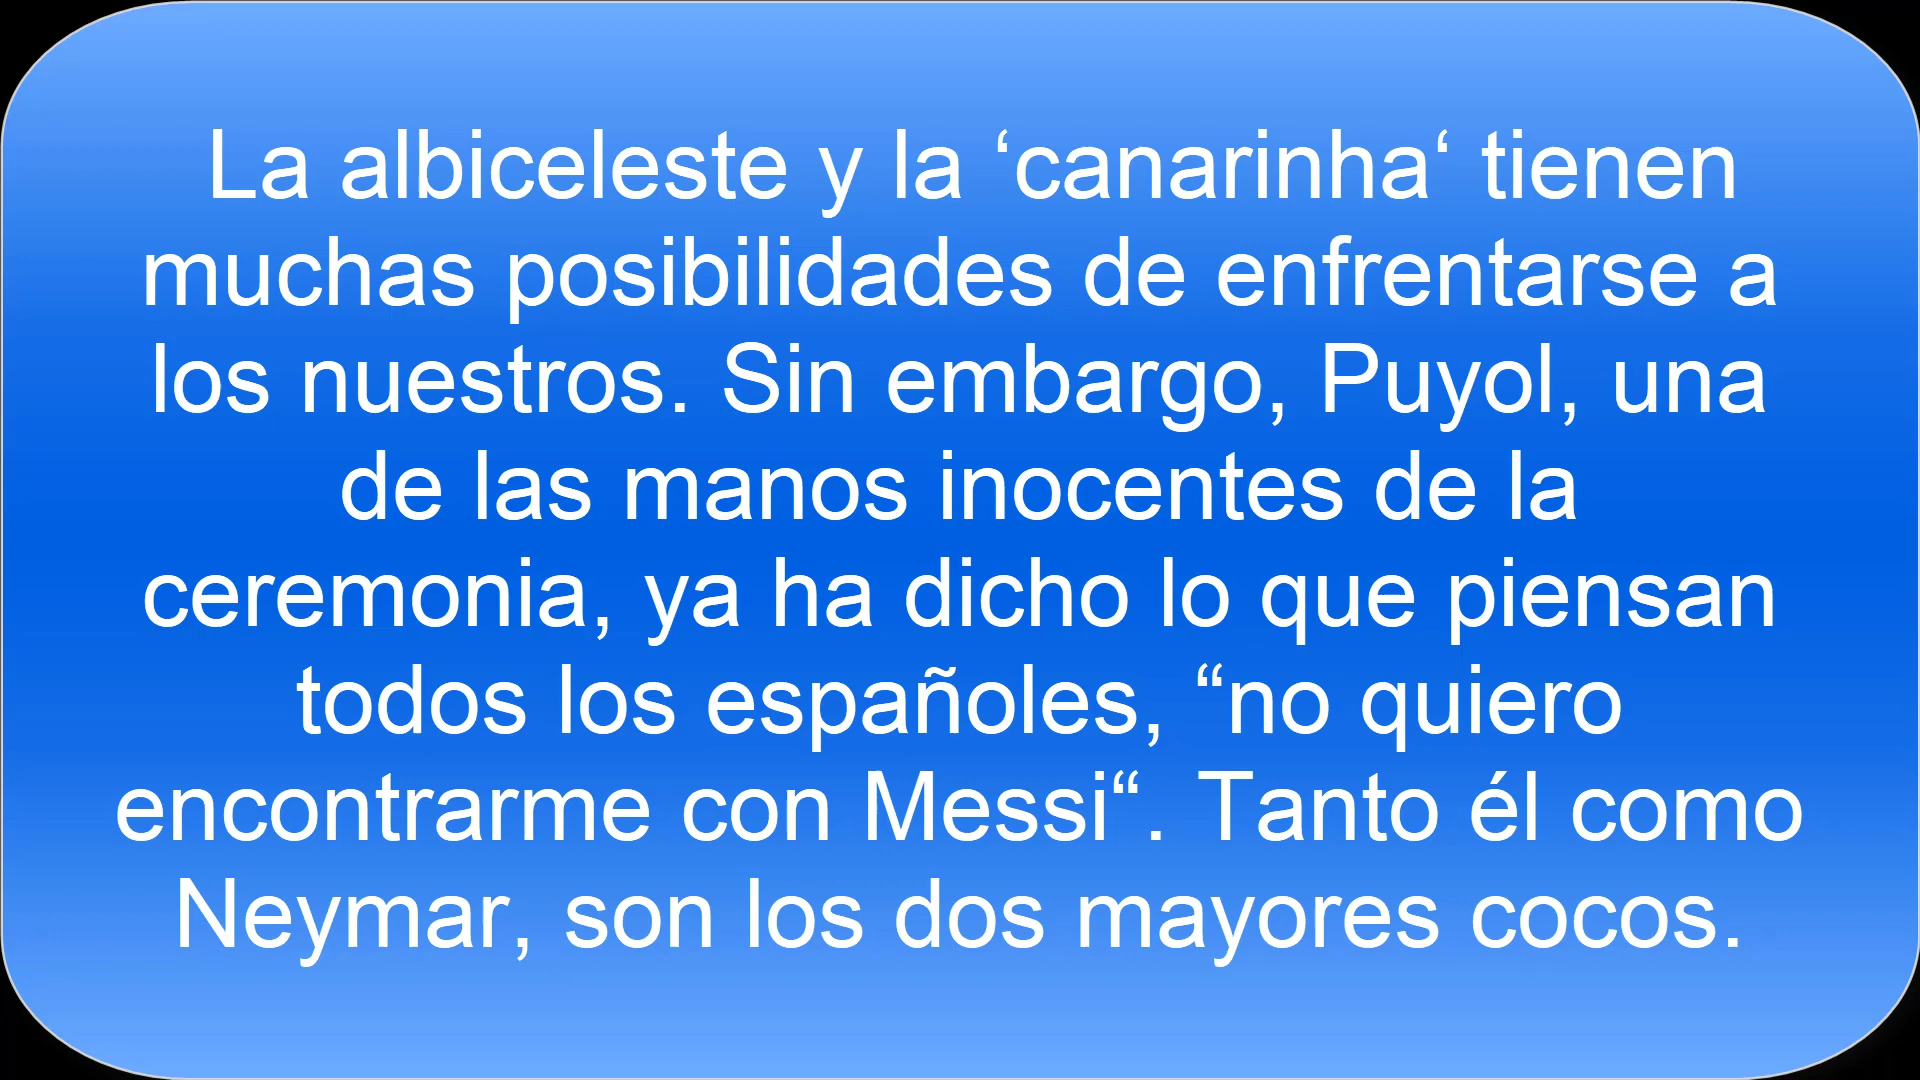 La albiceleste y la ‘canarinha‘ tienen
muchas posibilidades de enfrentarse a
los nuestros. Sin embargo, Puyol, una
de las manos inocentes de la
ceremonia, ya ha dicho lo que piensan
todos los españoles, “no quiero
encontrarme con Messi“. Tanto él como
Neymar, son los dos mayores cocos.